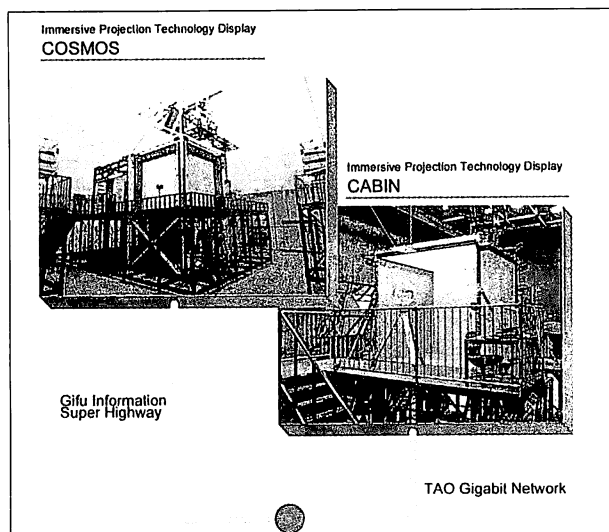 Immersive Projection Technology Display
COSMOS
Immersive Projection Technology Display
CABIN
Gifu Information
Super Highway
TAO Gigabit Network